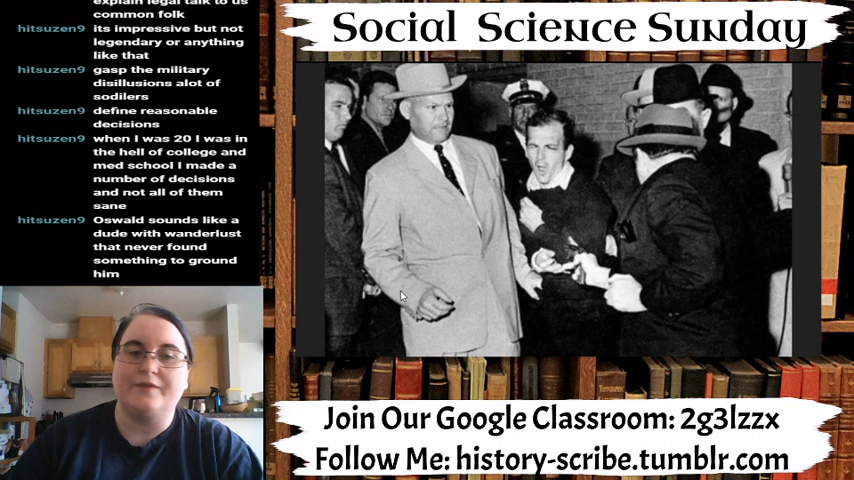 explain legal talk to us
common folk
hitsuzen9 its impressive but not
legendary or anything
like that
hitsuzen9 gasp the military
disillusions alot of
sodilers
hitsuzen9 define reasonable
decisions
hitsuzen9 when I was 20 I was in
the hell of college and
med school I made a
number of decisions
and not all of them
sane
hitsuzen9 Oswald sounds like a
dude with wanderlust
that never found
something to ground
him
Social Science Sunday
Join Our Google Classroom: 2g3lzzx
Follow Me: history-scribe.tumblr.com